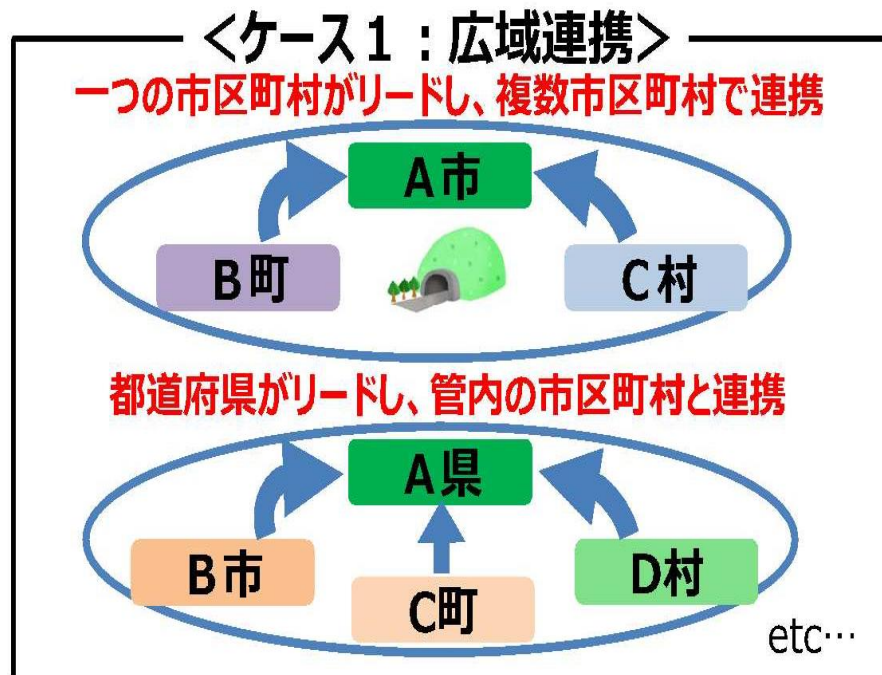 <ケース1:広域連携>
一つの市区町村がリードし、複数市区町村で連携
A市
B町
C村
都道府県がリードし、管内の市区町村と連携
A県
B市
C町
D村
etc…